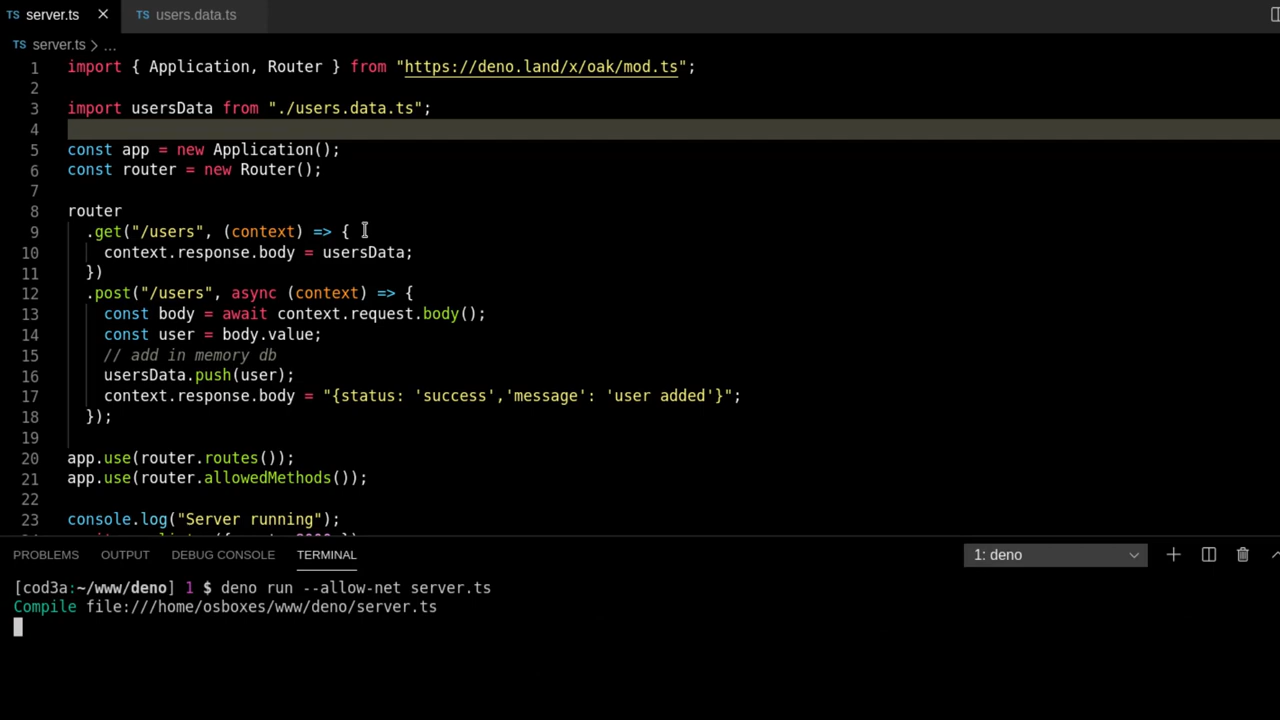 TS server.ts
TS users.data.ts
TS server.ts > ...
1 import { Application, Router } from "https://deno.land/x/oak/mod.ts";
2
3 import usersData from "./users.data.ts";
4
5 const app = new Application();
6 const router = new Router();
7
8 router
9 .get("/users", (context) => {
10 context.response.body = usersData;
11 })
12 .post("/users", async (context) => {
13 const body = await context.request.body();
14 const user = body.value;
15 // add in memory db
16 usersData.push(user);
17 context.response.body = "{status: 'success','message': 'user added'}";
18 });
19
20 app.use(router.routes());
21 app.use(router.allowedMethods());
22
23 console.log("Server running");
PROBLEMS OUTPUT DEBUG CONSOLE TERMINAL 1: deno
[cod3a:~/www/deno] 1 $ deno run --allow-net server.ts
Compile file:///home/osboxes/www/deno/server.ts